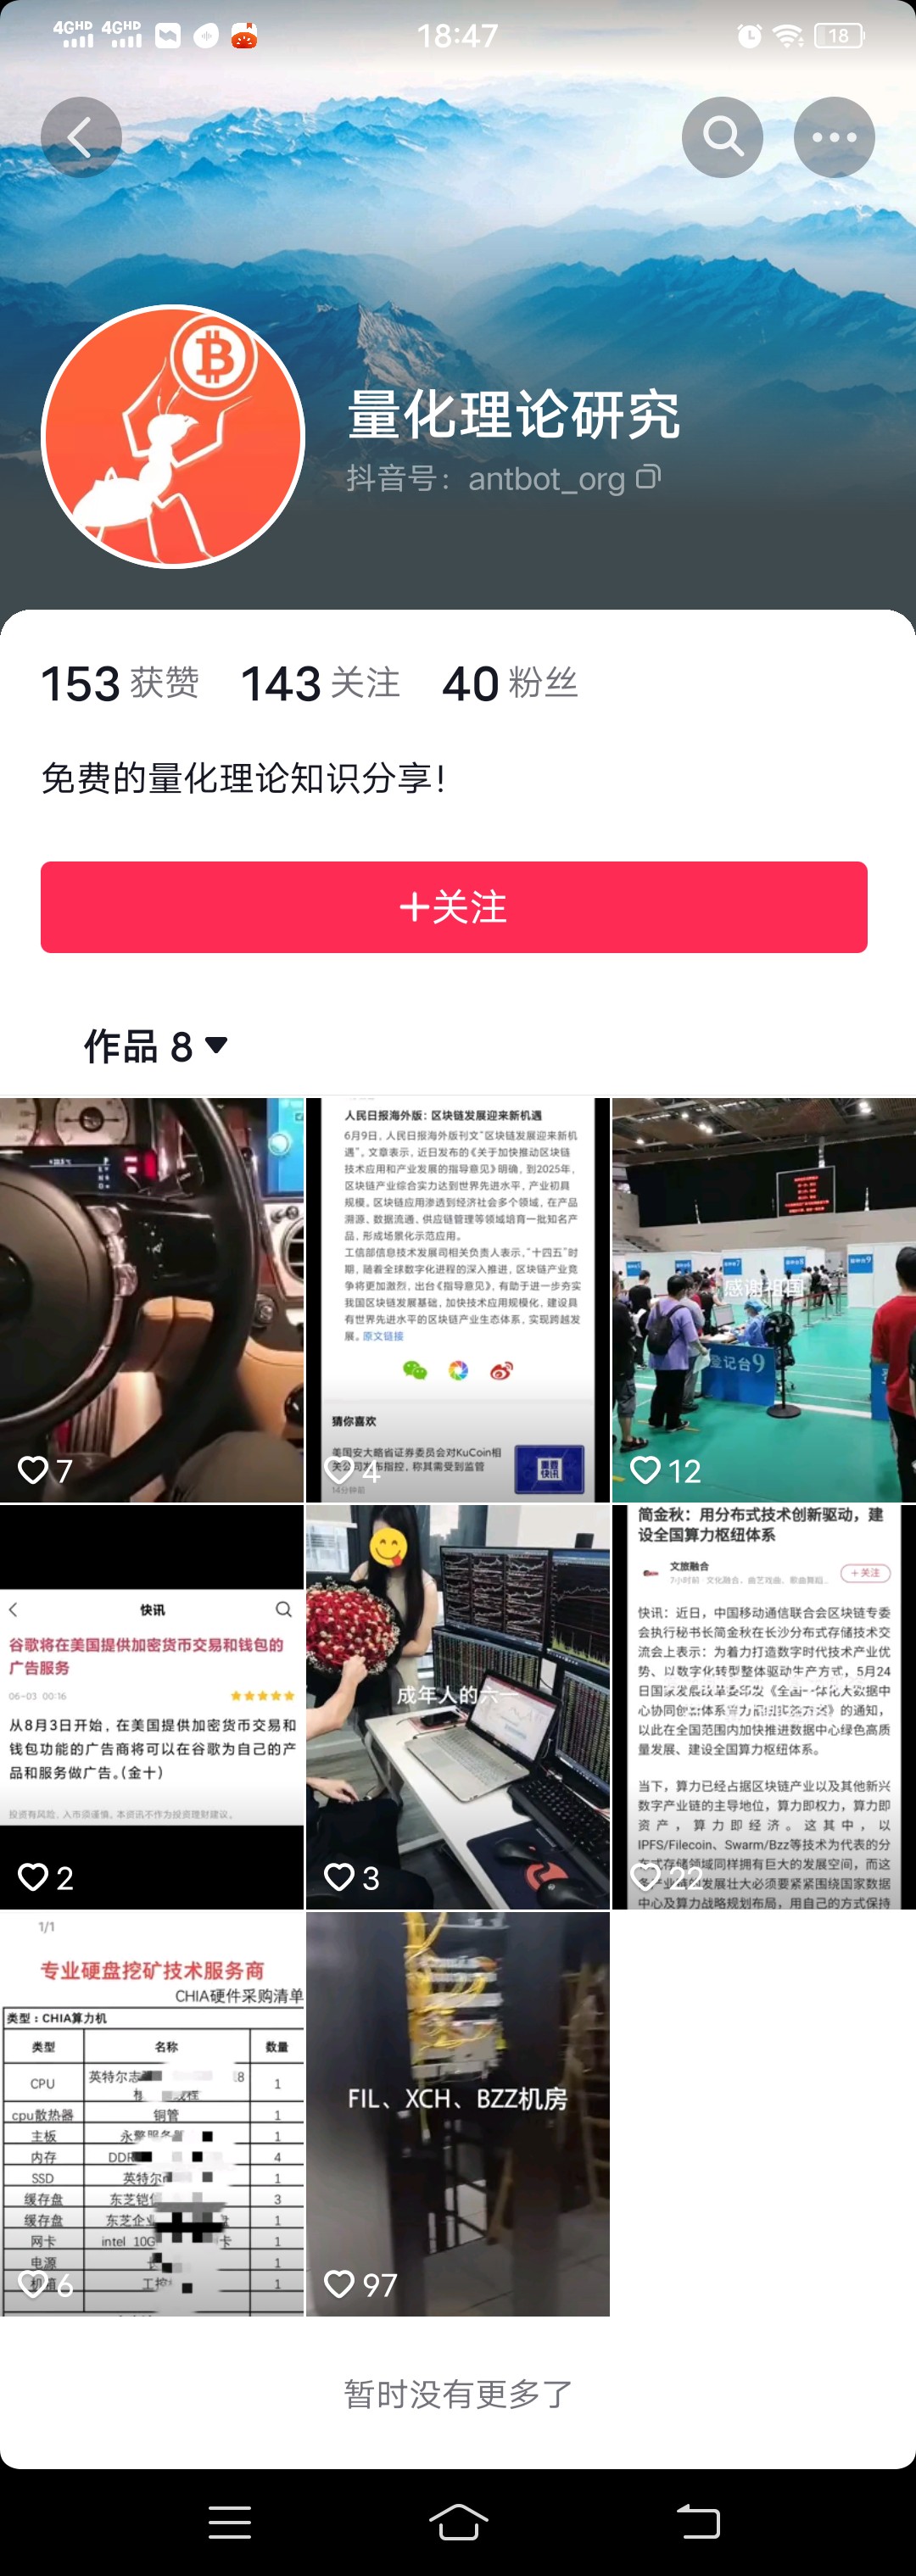 4GHD 4GHD 18:47 18
量化理论研究
抖音号：antbot_org
153 获赞 143 关注 40 粉丝
免费的量化理论知识分享！
+关注
作品 8
7
人民日报海外版：区块链发展迎来新机遇
6月9日，人民日报海外版刊文“区块链发展迎来新机
遇”，文章表示，近日发布的《关于加快推动区块链
技术应用和产业发展的指导意见》明确，到2025年，
区块链产业综合实力达到世界先进水平，产业初具
规模。区块链应用渗透到经济社会多个领域，在产品
溯源、数据流通、供应链管理等领域培育一批知名产
品，形成场景化示范应用。
工信部信息技术发展司相关负责人表示，“十四五”时
期，随着全球数字化进程的深入推进，区块链产业竞
争将更加激烈，出台《指导意见》，有助于进一步夯实
我国区块链发展基础，加快技术应用规模化，建设具
有世界先进水平的区块链产业生态体系，实现跨越发
展。原文链接
猜你喜欢
美国安大略省证券委员会对KuCoin相
关公司发布指控，称其需受到监管
14分钟前
4
感谢祖国
登记台9
12
快讯
谷歌将在美国提供加密货币交易和钱包的
广告服务
06-03 00:16
从8月3日开始，在美国提供加密货币交易和
钱包功能的广告商将可以在谷歌为自己的产
品和服务做广告。（金十）
投资有风险，入市须谨慎。本资讯不作为投资理财建议。
2
成年人的六一
3
简金秋：用分布式技术创新驱动，建
设全国算力枢纽体系
文旅融合
+关注
7小时前·文化融合、曲艺戏曲、歌曲舞蹈...
快讯：近日，中国移动通信联合会区块链专委
会执行秘书长简金秋在长沙分布式存储技术交
流会上表示：为着力打造数字时代技术产业优
势、以数字化转型整体驱动生产方式，5月24
日国家发展改革委印发《全国一体化大数据中
心协同创新体系算力枢纽实施方案》的通知，
以此在全国范围内加快推进数据中心绿色高质
量发展、建设全国算力枢纽体系。
当下，算力已经占据区块链产业以及其他新兴
数字产业链的主导地位，算力即权力，算力即
资产，算力即经济。这其中，以
IPFS/Filecoin、Swarm/Bzz等技术为代表的分
布式存储领域同样拥有巨大的发展空间，而这
些产业链的发展壮大必须要紧紧围绕国家数据
中心及算力战略规划布局，用自己的方式保持
22
1/1
专业硬盘挖矿技术服务商
CHIA硬件采购清单
类型：CHIA算力机
类型 名称 数量
CPU 英特尔志 8 1
cpu散热器 铜管 1
主板 1
内存 DDR 4
SSD 英特尔 1
缓存盘 东芝铠 3
缓存盘 东芝企业 1
网卡 intel 10G 卡 1
电源 1
机箱 工控 1
6
FIL、XCH、BZZ机房
97
暂时没有更多了